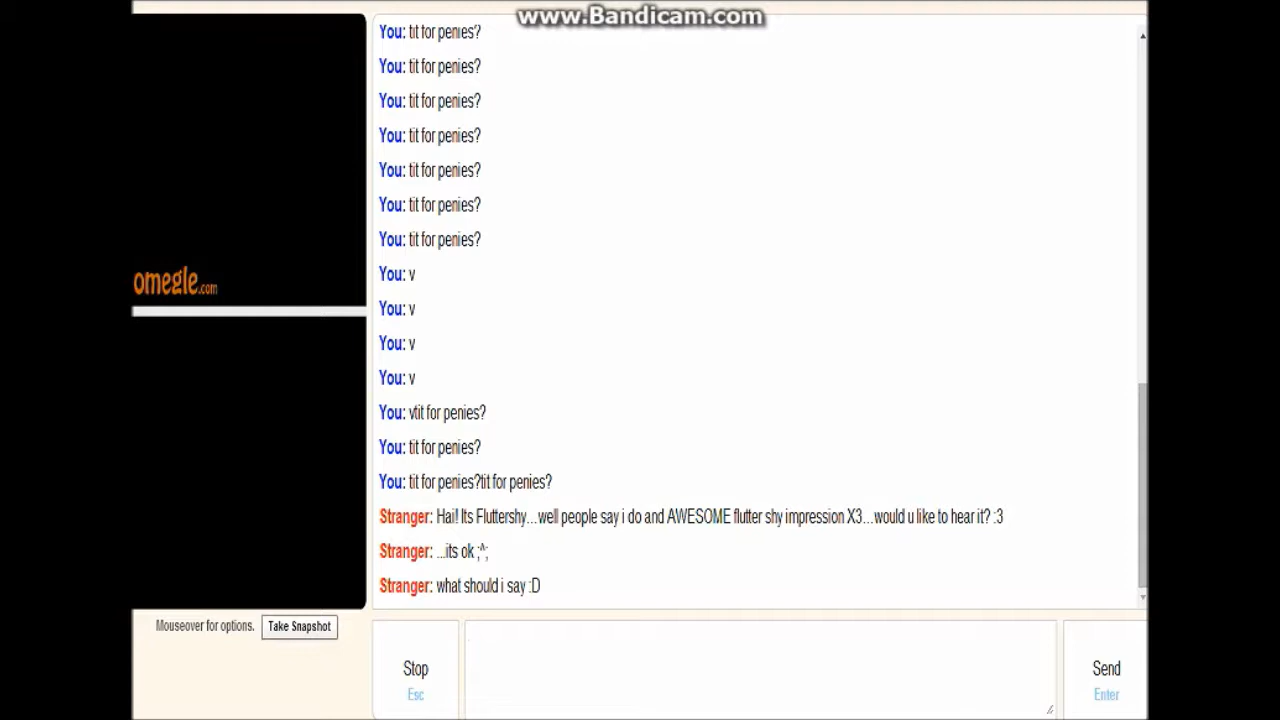 www.Bandicam.com
You: tit for penies?
You: tit for penies?
You: tit for penies?
You: tit for penies?
You: tit for penies?
You: tit for penies?
You: tit for penies?
You: v
You: v
You: v
You: v
You: vtit for penies?
You: tit for penies?
You: tit for penies?tit for penies?
Stranger: Hai! Its Fluttershy...well people say i do and AWESOME flutter shy impression X3...would u like to hear it? :3
Stranger: ...its ok ;^;
Stranger: what should i say :D
omegle.com
Mouseover for options.
Take Snapshot
Stop
Esc
Send
Enter